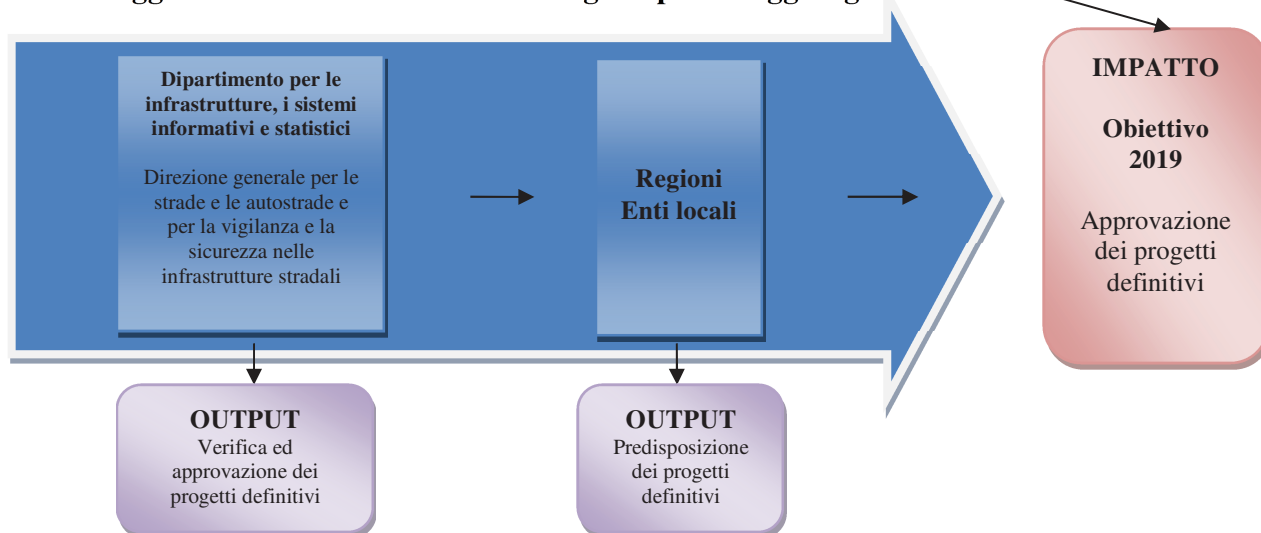 Dipartimento per le
infrastrutture, i sistemi
informativi e statistici
Direzione generale per le
strade e le autostrade e
per la vigilanza e la
sicurezza nelle
infrastrutture stradali
Regioni
Enti locali
IMPATTO
Obiettivo
2019
Approvazione
dei progetti
definitivi
OUTPUT
Verifica ed
approvazione dei
progetti definitivi
OUTPUT
Predisposizione
dei progetti
definitivi